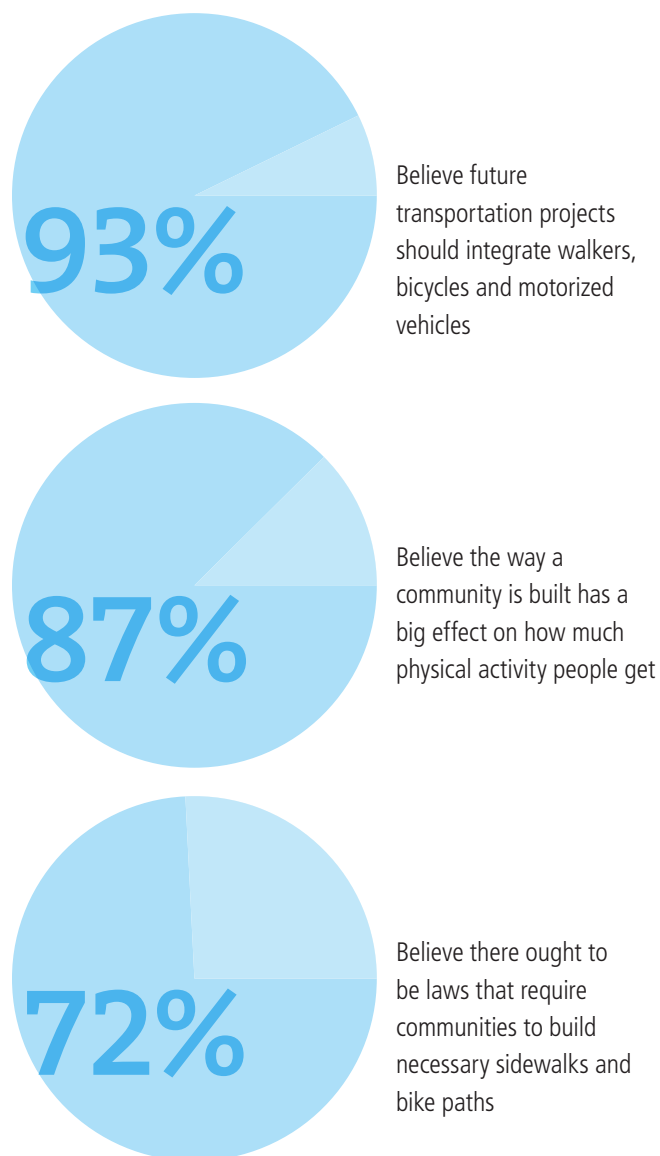 93%
Believe future
transportation projects
should integrate walkers,
bicycles and motorized
vehicles
87%
Believe the way a
community is built has a
big effect on how much
physical activity people get
72%
Believe there ought to
be laws that require
communities to build
necessary sidewalks and
bike paths